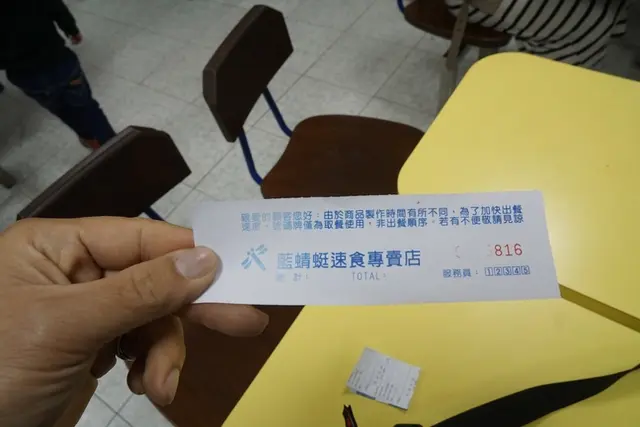 敬愛的顧客您好：由於商品製作時間有所不同，為了加快出餐
速度，號碼牌僅為取餐使用，非出餐順序。若有不便敬請見諒
藍蜻蜓速食專賣店
816
總計： TOTAL:
服務員：12345